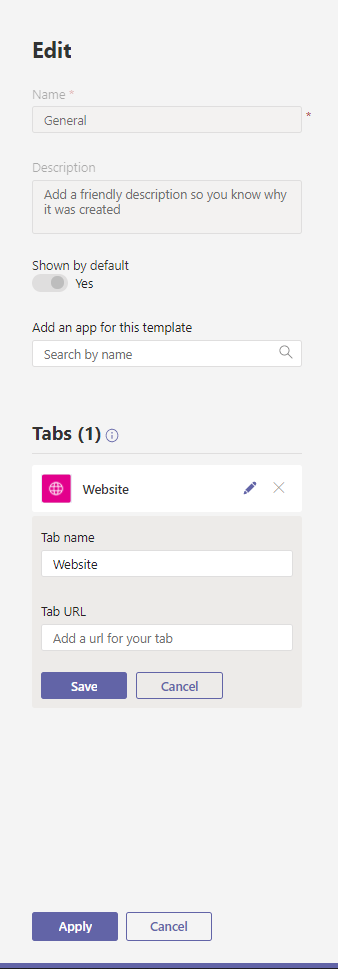 Edit
Name *
General
*
Description
Add a friendly description so you know why
it was created
Shown by default
Yes
Add an app for this template
Search by name
Tabs (1)
Website
Tab name
Website
Tab URL
Add a url for your tab
Save
Cancel
Apply
Cancel